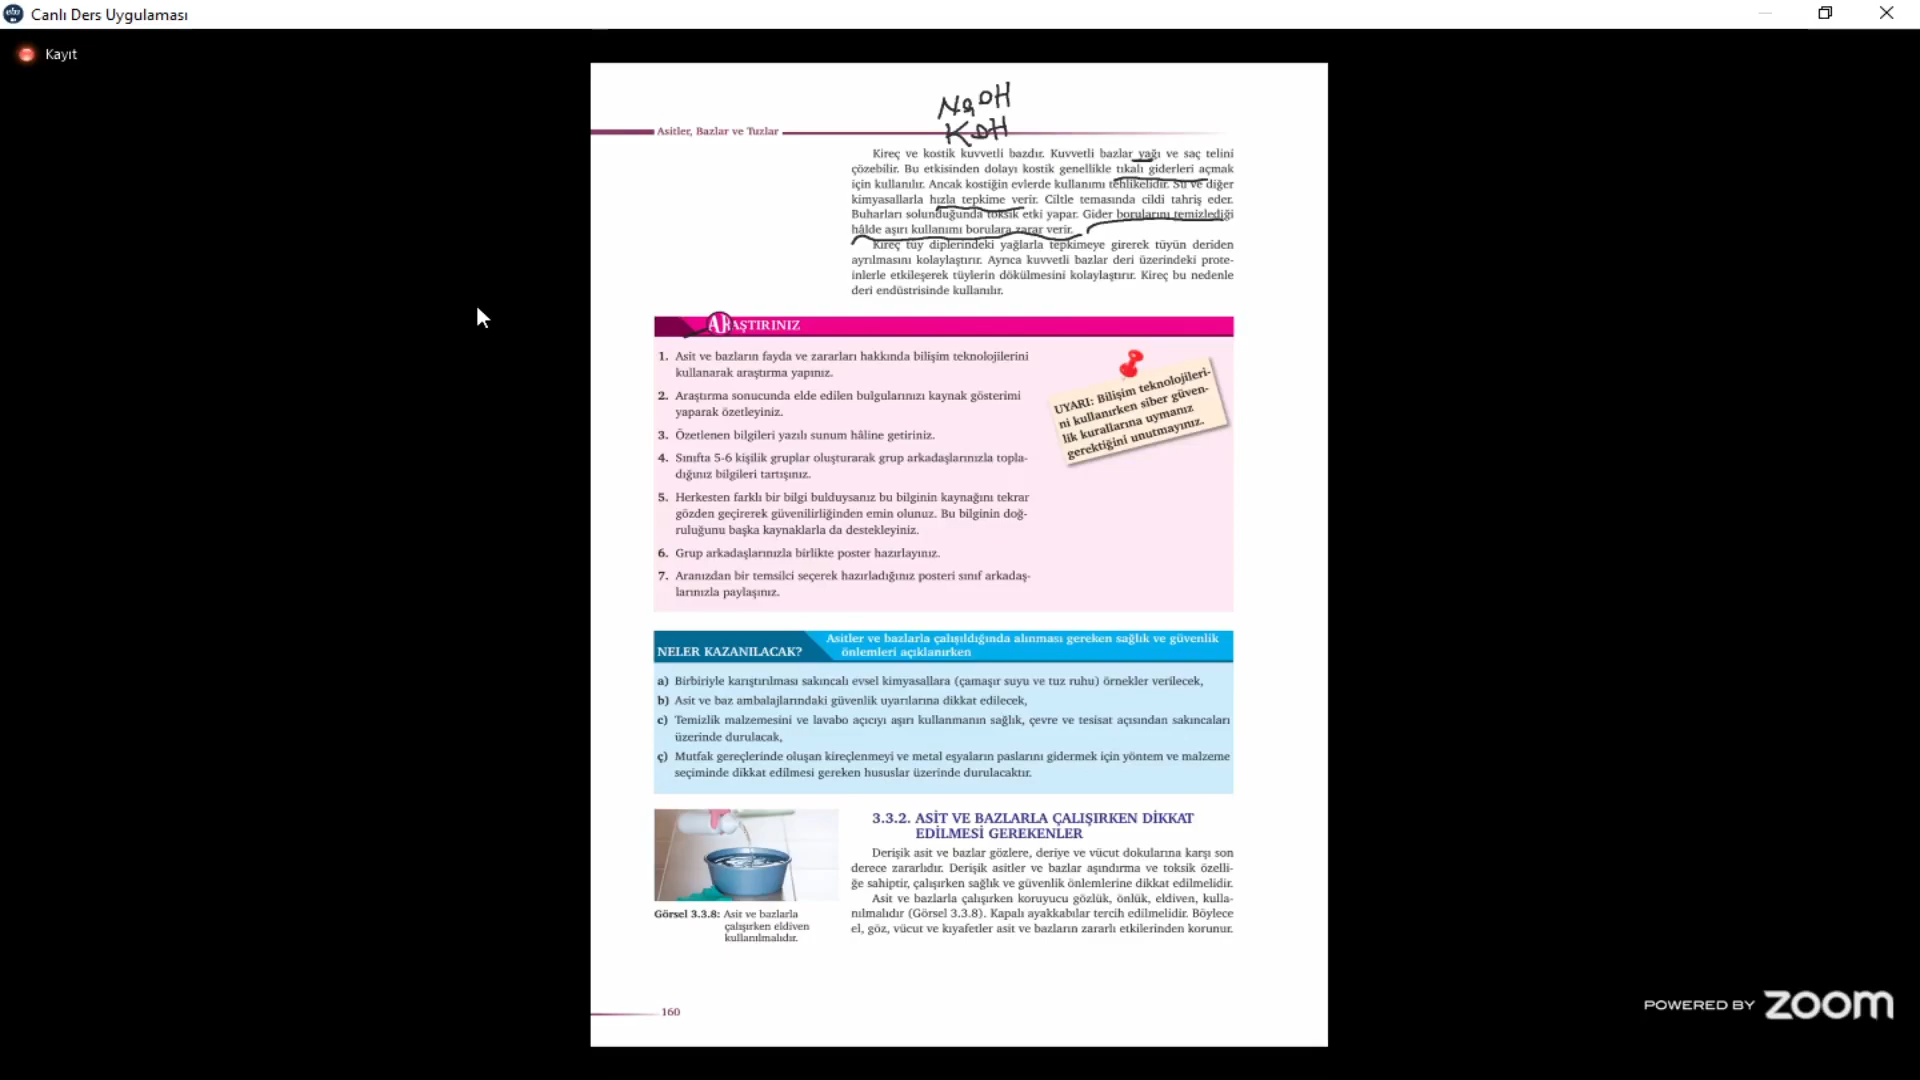 Canlı Ders Uygulaması
Kayıt
NaOH
KOH
Asitler, Bazlar ve Tuzlar
Kireç ve kostik kuvvetli bazdır. Kuvvetli bazlar yağı ve saç telini
çözebilir. Bu etkisinden dolayı kostik genellikle tıkalı giderleri açmak
için kullanılır. Ancak kostiğin evlerde kullanımı tehlikelidir. Su ve diğer
kimyasallarla hızla tepkime verir. Ciltle temasında cildi tahriş eder.
Buharları solunduğunda toksik etki yapar. Gider borularını temizlediği
hâlde aşırı kullanımı borulara zarar verir.
Kireç tüy diplerindeki yağlarla tepkimeye girerek tüyün deriden
ayrılmasını kolaylaştırır. Ayrıca kuvvetli bazlar deri üzerindeki prote-
inlerle etkileşerek tüylerin dökülmesini kolaylaştırır. Kireç bu nedenle
deri endüstrisinde kullanılır.
ARAŞTIRINIZ
1. Asit ve bazların fayda ve zararları hakkında bilişim teknolojilerini
kullanarak araştırma yapınız.
2. Araştırma sonucunda elde edilen bulgularınızı kaynak gösterimi
yaparak özetleyiniz.
3. Özetlenen bilgileri yazılı sunum hâline getiriniz.
4. Sınıfta 5-6 kişilik gruplar oluşturarak grup arkadaşlarınızla topla-
dığınız bilgileri tartışınız.
5. Herkesten farklı bir bilgi bulduysanız bu bilginin kaynağını tekrar
gözden geçirerek güvenilirliğinden emin olunuz. Bu bilginin doğ-
ruluğunu başka kaynaklarla da destekleyiniz.
6. Grup arkadaşlarınızla birlikte poster hazırlayınız.
7. Aranızdan bir temsilci seçerek hazırladığınız posteri sınıf arkadaş-
larınızla paylaşınız.
UYARI: Bilişim teknolojileri-
ni kullanırken siber güven-
lik kurallarına uymanız
gerektiğini unutmayınız.
NELER KAZANILACAK?
Asitler ve bazlarla çalışıldığında alınması gereken sağlık ve güvenlik
önlemleri açıklanırken
a) Birbiriyle karıştırılması sakıncalı evsel kimyasallara (çamaşır suyu ve tuz ruhu) örnekler verilecek,
b) Asit ve baz ambalajlarındaki güvenlik uyarılarına dikkat edilecek,
c) Temizlik malzemesini ve lavabo açıcıyı aşırı kullanmanın sağlık, çevre ve tesisat açısından sakıncaları
üzerinde durulacak,
ç) Mutfak gereçlerinde oluşan kireçlenmeyi ve metal eşyaların paslarını gidermek için yöntem ve malzeme
seçiminde dikkat edilmesi gereken hususlar üzerinde durulacaktır.
Görsel 3.3.8: Asit ve bazlarla
çalışırken eldiven
kullanılmalıdır.
3.3.2. ASİT VE BAZLARLA ÇALIŞIRKEN DİKKAT
EDİLMESİ GEREKENLER
Derişik asit ve bazlar gözlere, deriye ve vücut dokularına karşı son
derece zararlıdır. Derişik asitler ve bazlar aşındırma ve toksik özelli-
ğe sahiptir, çalışırken sağlık ve güvenlik önlemlerine dikkat edilmelidir.
Asit ve bazlarla çalışırken koruyucu gözlük, önlük, eldiven, kulla-
nılmalıdır (Görsel 3.3.8). Kapalı ayakkabılar tercih edilmelidir. Böylece
el, göz, vücut ve kıyafetler asit ve bazların zararlı etkilerinden korunur.
160
POWERED BY zoom